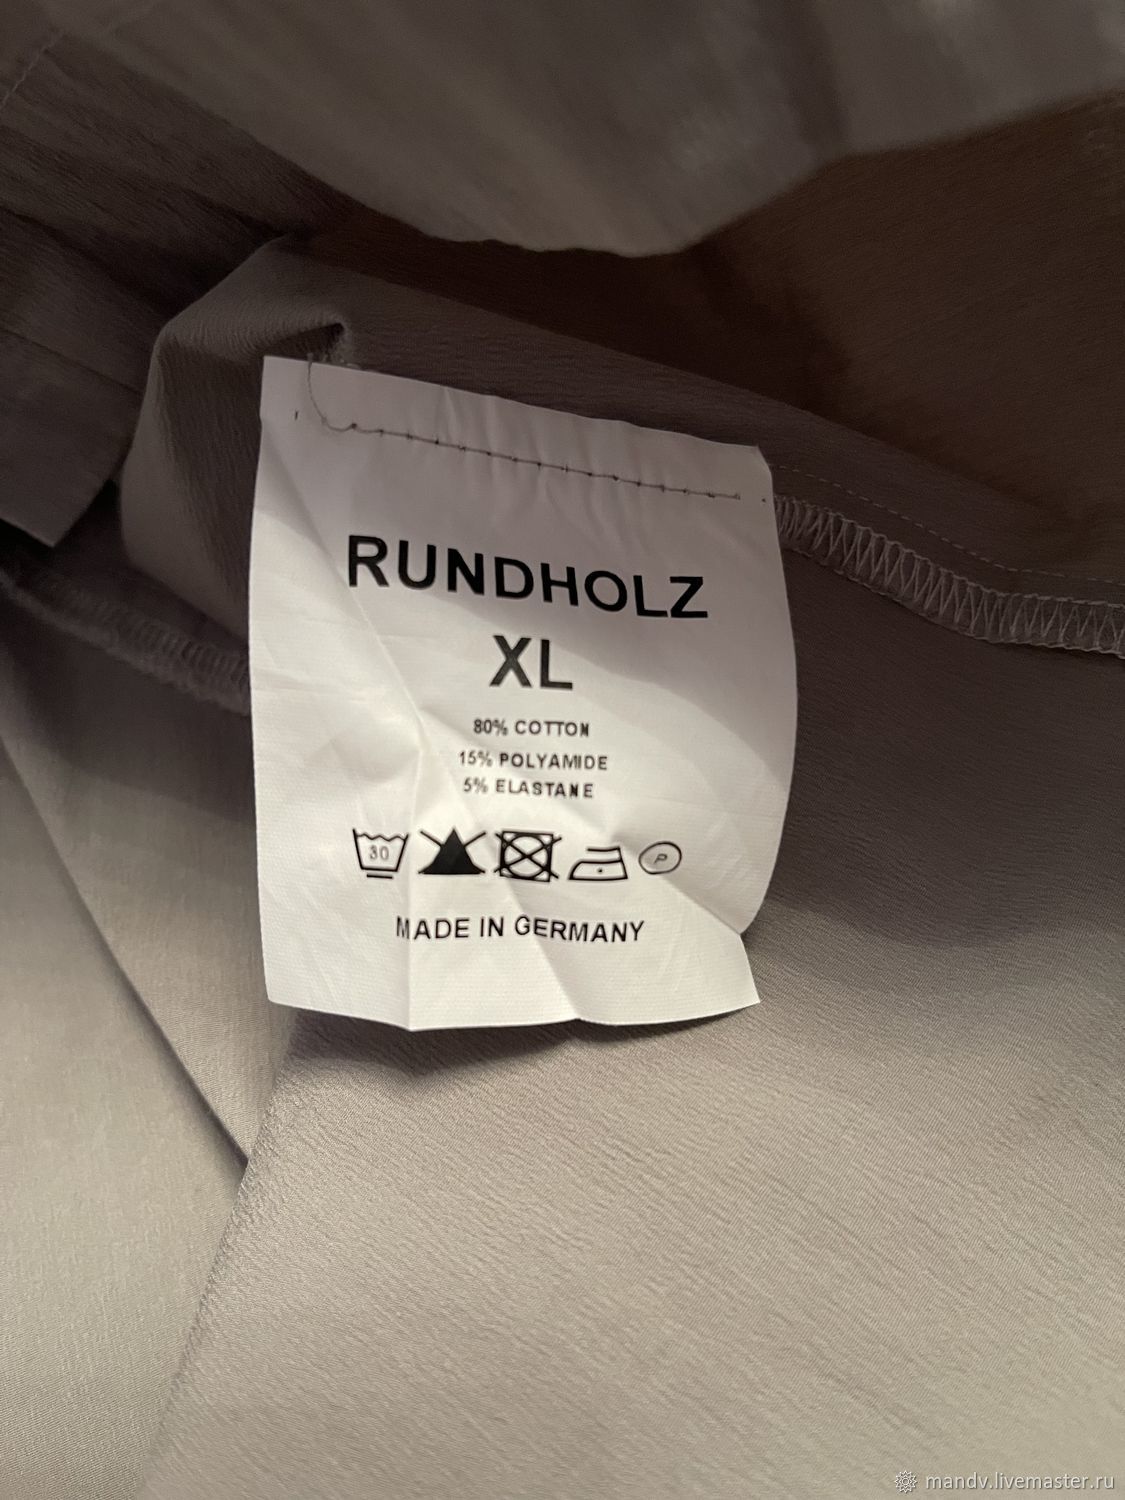 RUNDHOLZ
XL
80% COTTON
15% POLYAMIDE
5% ELASTANE
30 P
MADE IN GERMANY
mandv.livemaster.ru